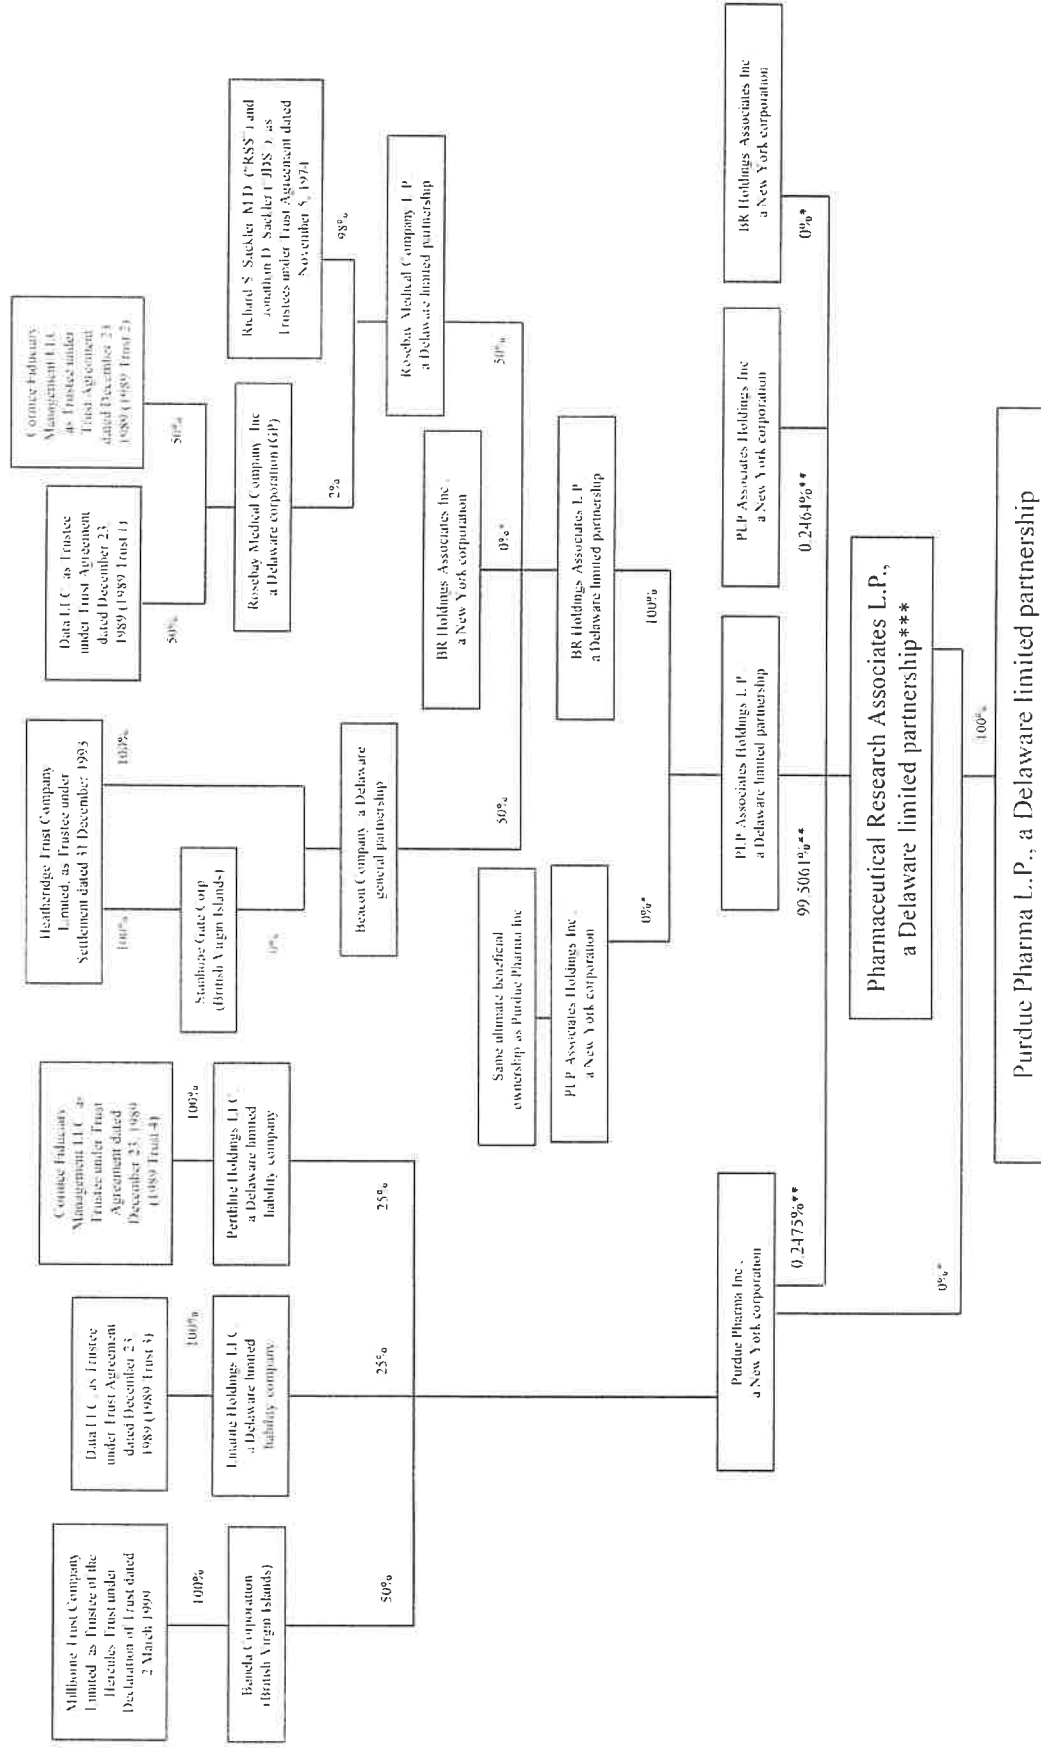 Millborne Trust Company
Limited as Trustee of the
Hercules Trust under
Declaration of Trust dated
2 March 1999
100%
Benela Corporation
(British Virgin Islands)
50%
Data LLC, as Trustee
under Trust Agreement
dated December 23
1989 (1989 Trust 3)
100%
Linarite Holdings LLC,
a Delaware limited
liability company
25%
Cornice Fiduciary
Management LLC, as
Trustee under Trust
Agreement dated
December 23, 1989
(1989 Trust 4)
100%
Perthlite Holdings LLC,
a Delaware limited
liability company
25%
Heatheridge Trust Company
Limited, as Trustee under
Settlement dated 31 December 1993
100%
100%
Stanhope Gate Corp
(British Virgin Islands)
0%
Beacon Company a Delaware
general partnership
50%
Data LLC, as Trustee
under Trust Agreement
dated December 23
1989 (1989 Trust 1)
50%
Cornice Fiduciary
Management LLC
as Trustee under
Trust Agreement
dated December 23
1989 (1989 Trust 2)
50%
Rosebay Medical Company Inc
a Delaware corporation (GP)
2%
Richard S. Sackler M.D. ("RSS") and
Jonathan D. Sackler ("JDS"), as
Trustees under Trust Agreement dated
November 5, 1974
98%
Rosebay Medical Company L.P
a Delaware limited partnership
50%
BR Holdings Associates Inc.,
a New York corporation
0%*
BR Holdings Associates L.P
a Delaware limited partnership
100%
Same ultimate beneficial
ownership as Purdue Pharma Inc
PLP Associates Holdings Inc.,
a New York corporation
0%*
Purdue Pharma Inc.,
a New York corporation
0.2475%**
0%*
PLP Associates Holdings L.P
a Delaware limited partnership
99.5061%**
PLP Associates Holdings Inc
a New York corporation
0.2464%**
BR Holdings Associates Inc
a New York corporation
0%*
Pharmaceutical Research Associates L.P.,
a Delaware limited partnership***
100%
Purdue Pharma L.P., a Delaware limited partnership